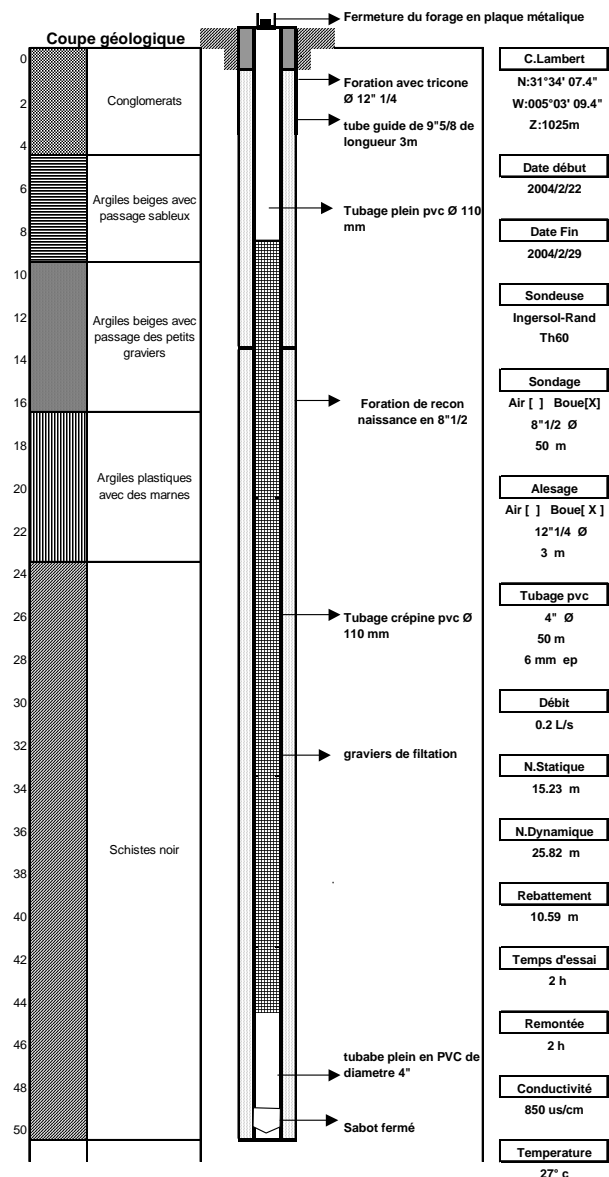 Fermeture du forage en plaque métalique
Coupe géologique
0
2
4
6
8
10
12
14
16
18
20
22
24
26
28
30
32
34
36
38
40
42
44
46
48
50
Conglomerats
Argiles beiges avec
passage sableux
Argiles beiges avec
passage des petits
graviers
Argiles plastiques
avec des marnes
Schistes noir
Foration avec tricone
Ø 12" 1/4
tube guide de 9"5/8 de
longueur 3m
Tubage plein pvc Ø 110
mm
Foration de recon
naissance en 8"1/2
Tubage crépine pvc Ø
110 mm
graviers de filtation
tubabe plein en PVC de
diametre 4"
Sabot fermé
C.Lambert
N:31°34' 07.4"
W:005°03' 09.4"
Z:1025m
Date début
2004/2/22
Date Fin
2004/2/29
Sondeuse
Ingersol-Rand
Th60
Sondage
Air [ ] Boue[X]
8"1/2 Ø
50 m
Alesage
Air [ ] Boue[ X ]
12"1/4 Ø
3 m
Tubage pvc
4" Ø
50 m
6 mm ep
Débit
0.2 L/s
N.Statique
15.23 m
N.Dynamique
25.82 m
Rebattement
10.59 m
Temps d'essai
2 h
Remontée
2 h
Conductivité
850 us/cm
Temperature
27° c